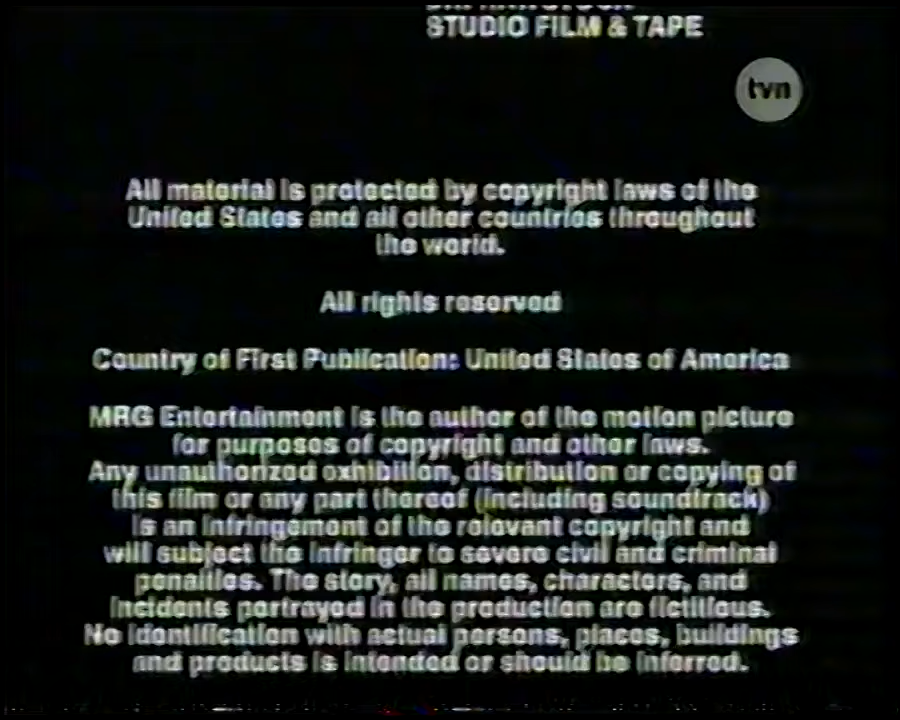 STUDIO FILM & TAPE
tvn
All material is protected by copyright laws of the
United States and all other countries throughout
the world.
All rights reserved
Country of First Publication: United States of America
MRG Entertainment is the author of the motion picture
for purposes of copyright and other laws.
Any unauthorized exhibition, distribution or copying of
this film or any part thereof (including soundtrack)
is an infringement of the relevant copyright and
will subject the infringer to severe civil and criminal
penalties. The story, all names, characters, and
incidents portrayed in the production are fictitious.
No identification with actual persons, places, buildings
and products is intended or should be inferred.